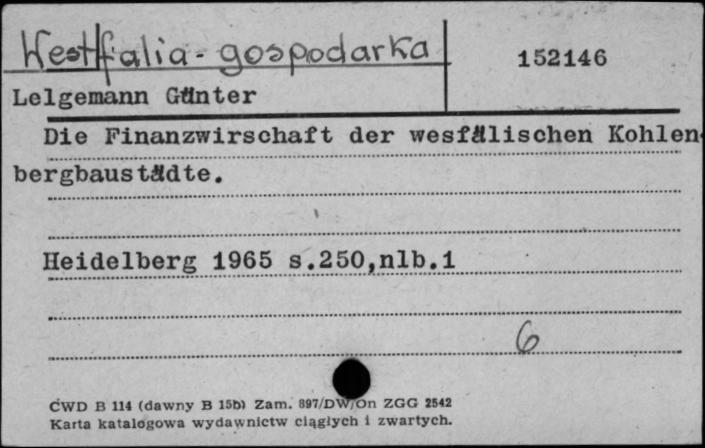 Westfalia - gospodarka
152146
Lelgemann Günter
Die Finanzwirschaft der wesfälischen Kohlen-
bergbaustädte.
Heidelberg 1965 s.250,nlb.1
6
CWD B 114 (dawny B 15b) Zam. 897/DW/On ZGG 2542
Karta katalogowa wydawnictw ciągłych i zwartych.